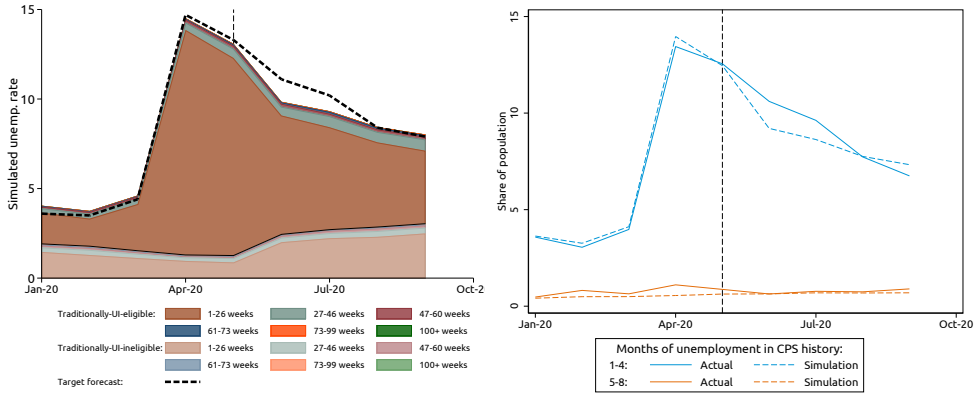 Simulated unemp. rate
15
10
5
0
Jan-20
Apr-20
Jul-20
Oct-2
Traditionally-UI-eligible:
1-26 weeks
27-46 weeks
47-60 weeks
61-73 weeks
73-99 weeks
100+ weeks
Traditionally-UI-ineligible:
1-26 weeks
27-46 weeks
47-60 weeks
61-73 weeks
73-99 weeks
100+ weeks
Target forecast:
Share of population
15
10
5
0
Jan-20
Apr-20
Jul-20
Oct-20
Months of unemployment in CPS history:
1-4: Actual Simulation
5-8: Actual Simulation